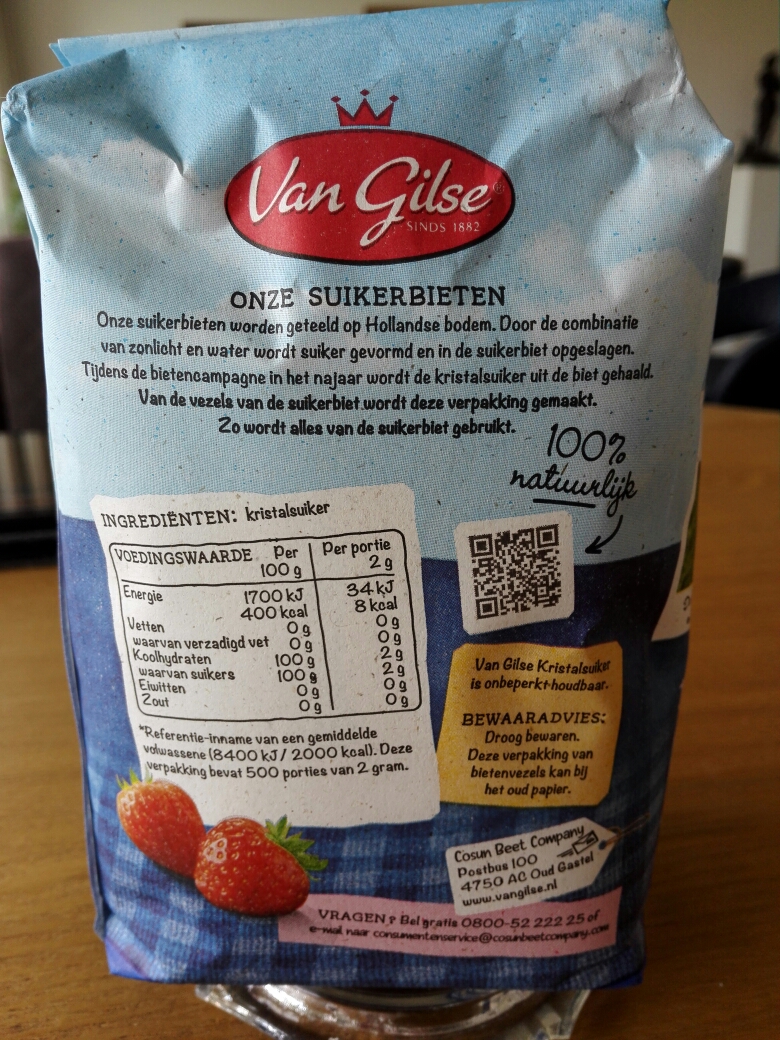 Van Gilse®
SINDS 1882
ONZE SUIKERBIETEN
Onze suikerbieten worden geteeld op Hollandse bodem. Door de combinatie
van zonlicht en water wordt suiker gevormd en in de suikerbiet opgeslagen.
Tijdens de bietencampagne in het najaar wordt de kristalsuiker uit de biet gehaald.
Van de vezels van de suikerbiet wordt deze verpakking gemaakt.
Zo wordt alles van de suikerbiet gebruikt.
100%
natuurlijk
INGREDIËNTEN: kristalsuiker
VOEDINGSWAARDE Per 100 g Per portie 2 g
Energie 1700 kJ 34 kJ
400 kcal 8 kcal
Vetten 0 g 0 g
waarvan verzadigd vet 0 g 0 g
Koolhydraten 100 g 2 g
waarvan suikers 100 g 2 g
Eiwitten 0 g 0 g
Zout 0 g 0 g
*Referentie-inname van een gemiddelde
volwassene (8400 kJ / 2000 kcal). Deze
verpakking bevat 500 porties van 2 gram.
Van Gilse Kristalsuiker
is onbeperkt houdbaar.
BEWAARADVIES:
Droog bewaren.
Deze verpakking van
bietenvezels kan bij
het oud papier.
Cosun Beet Company
Postbus 100
4750 AC Oud Gastel
www.vangilse.nl
VRAGEN? Bel gratis 0800-52 222 25 of
e-mail naar consumentenservice@cosunbeetcompany.com